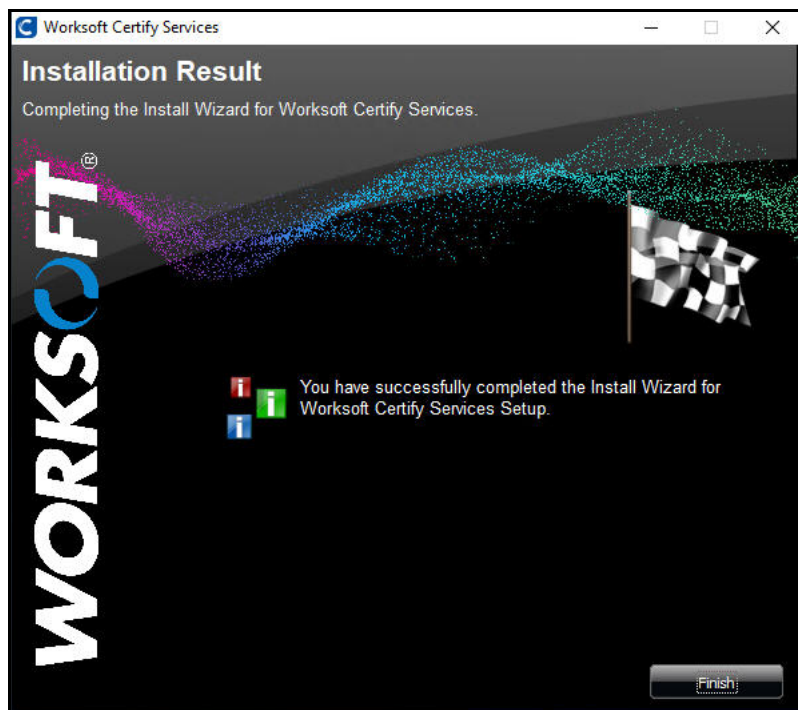 Worksoft Certify Services
Installation Result
Completing the Install Wizard for Worksoft Certify Services.
WORKSOFT®
You have successfully completed the Install Wizard for
Worksoft Certify Services Setup.
Finish